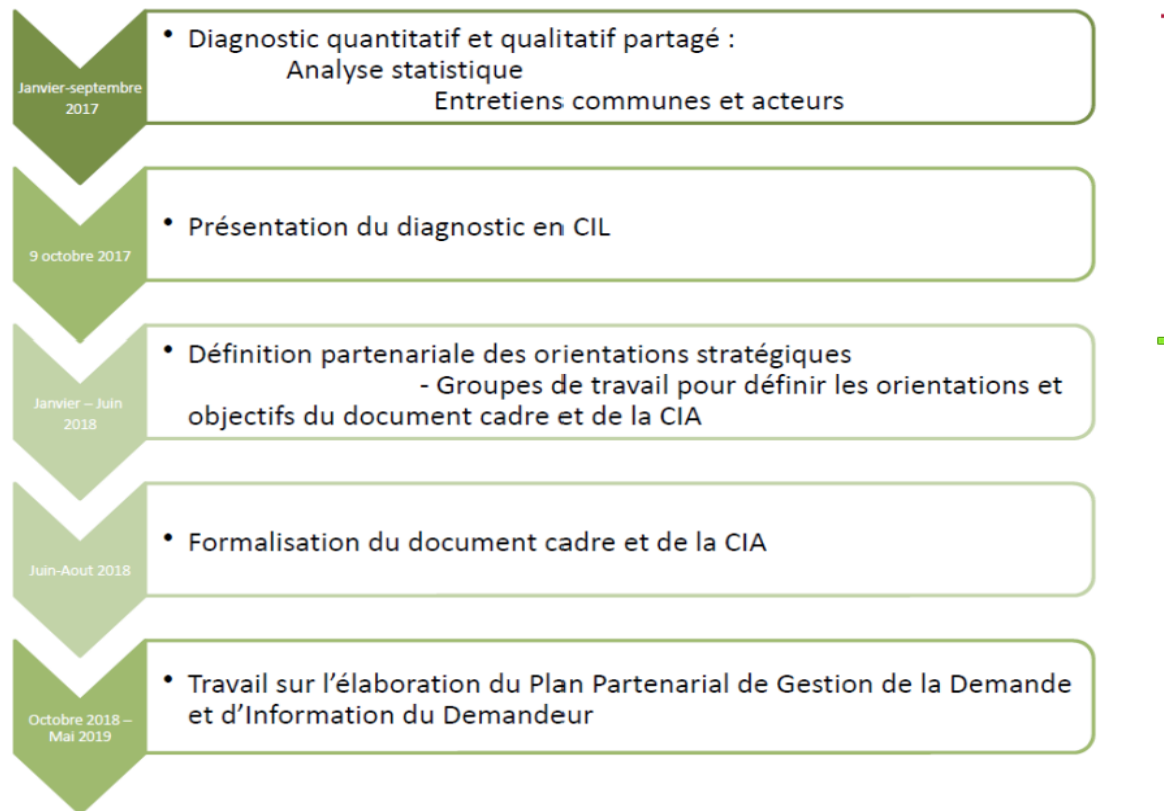 Janvier-septembre
2017
• Diagnostic quantitatif et qualitatif partagé :
Analyse statistique
Entretiens communes et acteurs
9 octobre 2017
• Présentation du diagnostic en CIL
Janvier – Juin
2018
• Définition partenariale des orientations stratégiques
- Groupes de travail pour définir les orientations et
objectifs du document cadre et de la CIA
Juin-Aout 2018
• Formalisation du document cadre et de la CIA
Octobre 2018 –
Mai 2019
• Travail sur l’élaboration du Plan Partenarial de Gestion de la Demande
et d’Information du Demandeur